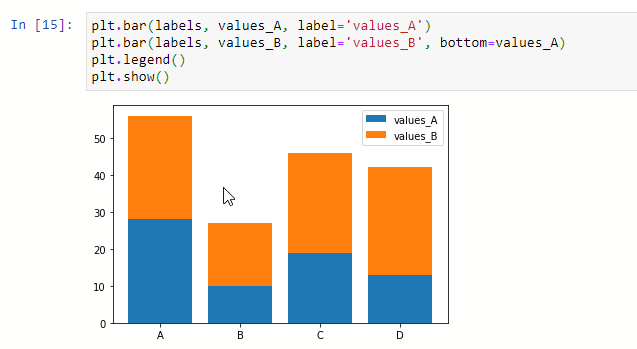 In [15]:
plt.bar(labels, values_A, label='values_A')
plt.bar(labels, values_B, label='values_B', bottom=values_A)
plt.legend()
plt.show()
values_A
values_B
50
40
30
20
10
0
A B C D